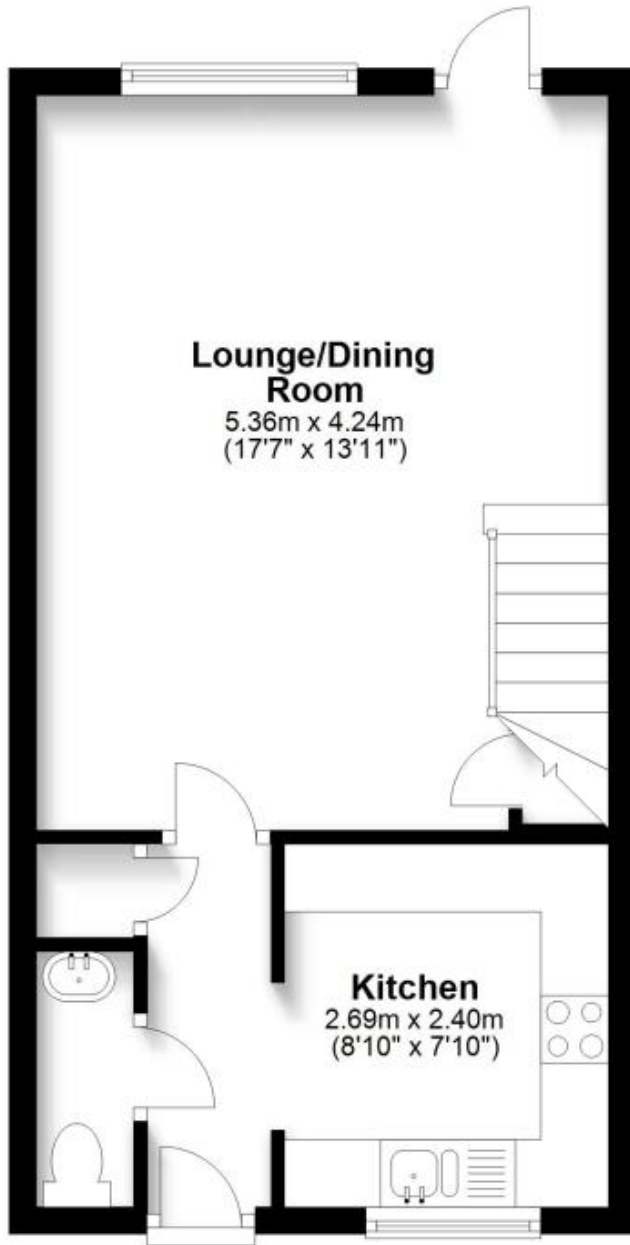 Lounge/Dining
Room
5.36m x 4.24m
(17'7" x 13'11")
Kitchen
2.69m x 2.40m
(8'10" x 7'10")